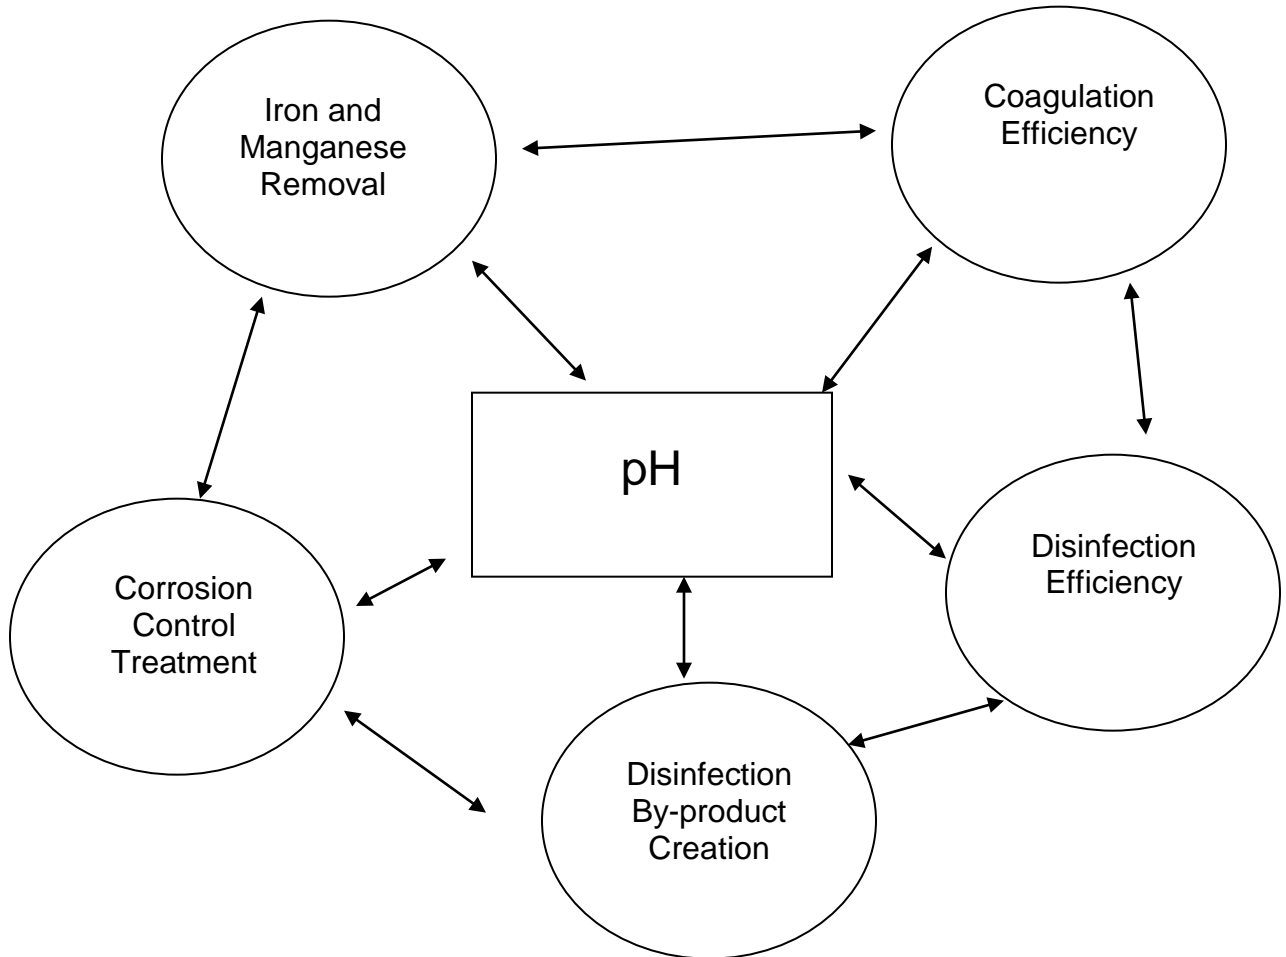 Iron and
Manganese
Removal
Coagulation
Efficiency
pH
Disinfection
Efficiency
Corrosion
Control
Treatment
Disinfection
By-product
Creation